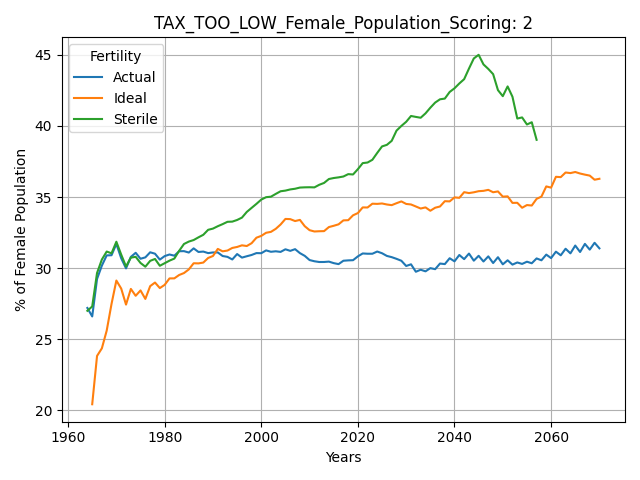 TAX_TOO_LOW_Female_Population_Scoring: 2
Fertility
Actual
Ideal
Sterile
% of Female Population
45
40
35
30
25
20
1960
1980
2000
2020
2040
2060
Years